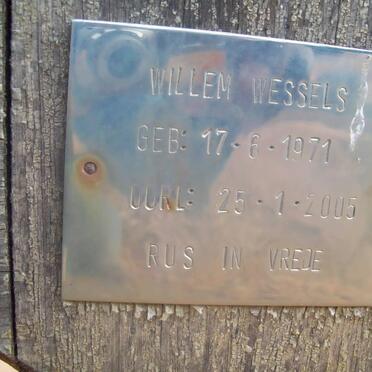 WILLEM WESSELS
GEB: 17-6-1971
OORL: 25-1-2005
RUS IN VREDE